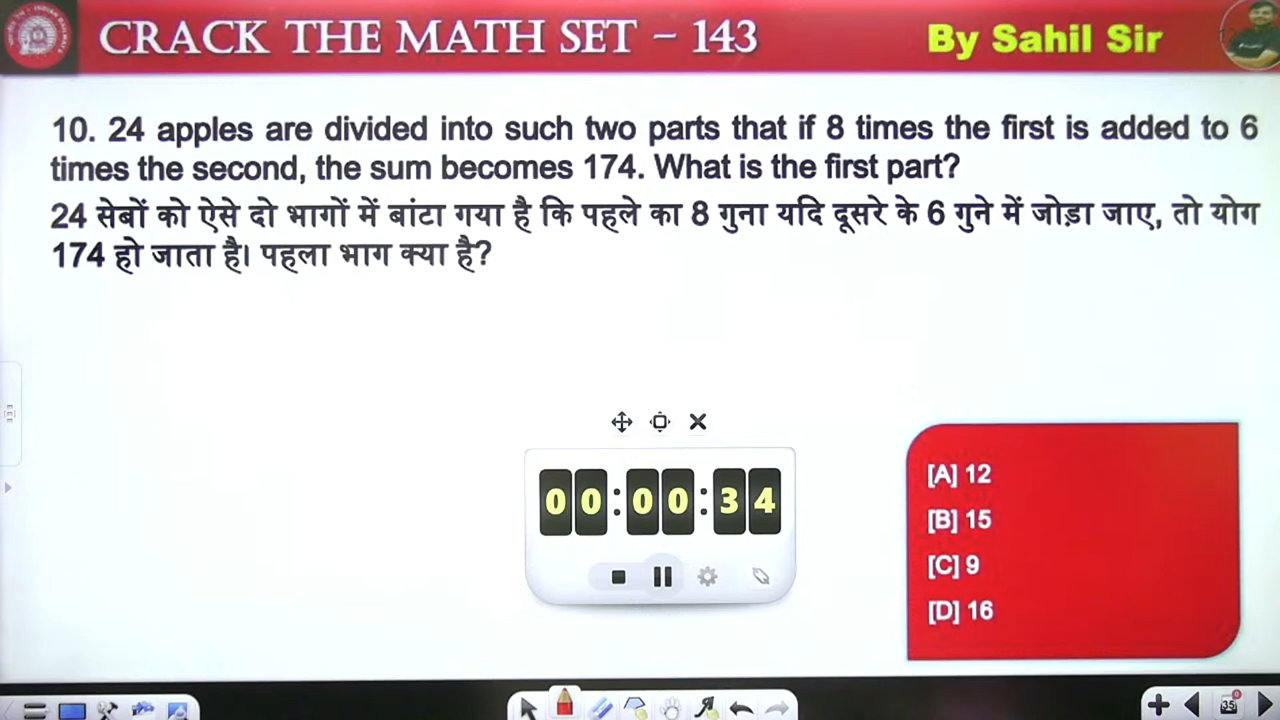 CRACK THE MATH SET – 143
By Sahil Sir
10. 24 apples are divided into such two parts that if 8 times the first is added to 6
times the second, the sum becomes 174. What is the first part?
24 सेबों को ऐसे दो भागों में बांटा गया है कि पहले का 8 गुना यदि दूसरे के 6 गुने में जोड़ा जाए, तो योग
174 हो जाता है। पहला भाग क्या है?
00:00:34
[A] 12
[B] 15
[C] 9
[D] 16
35